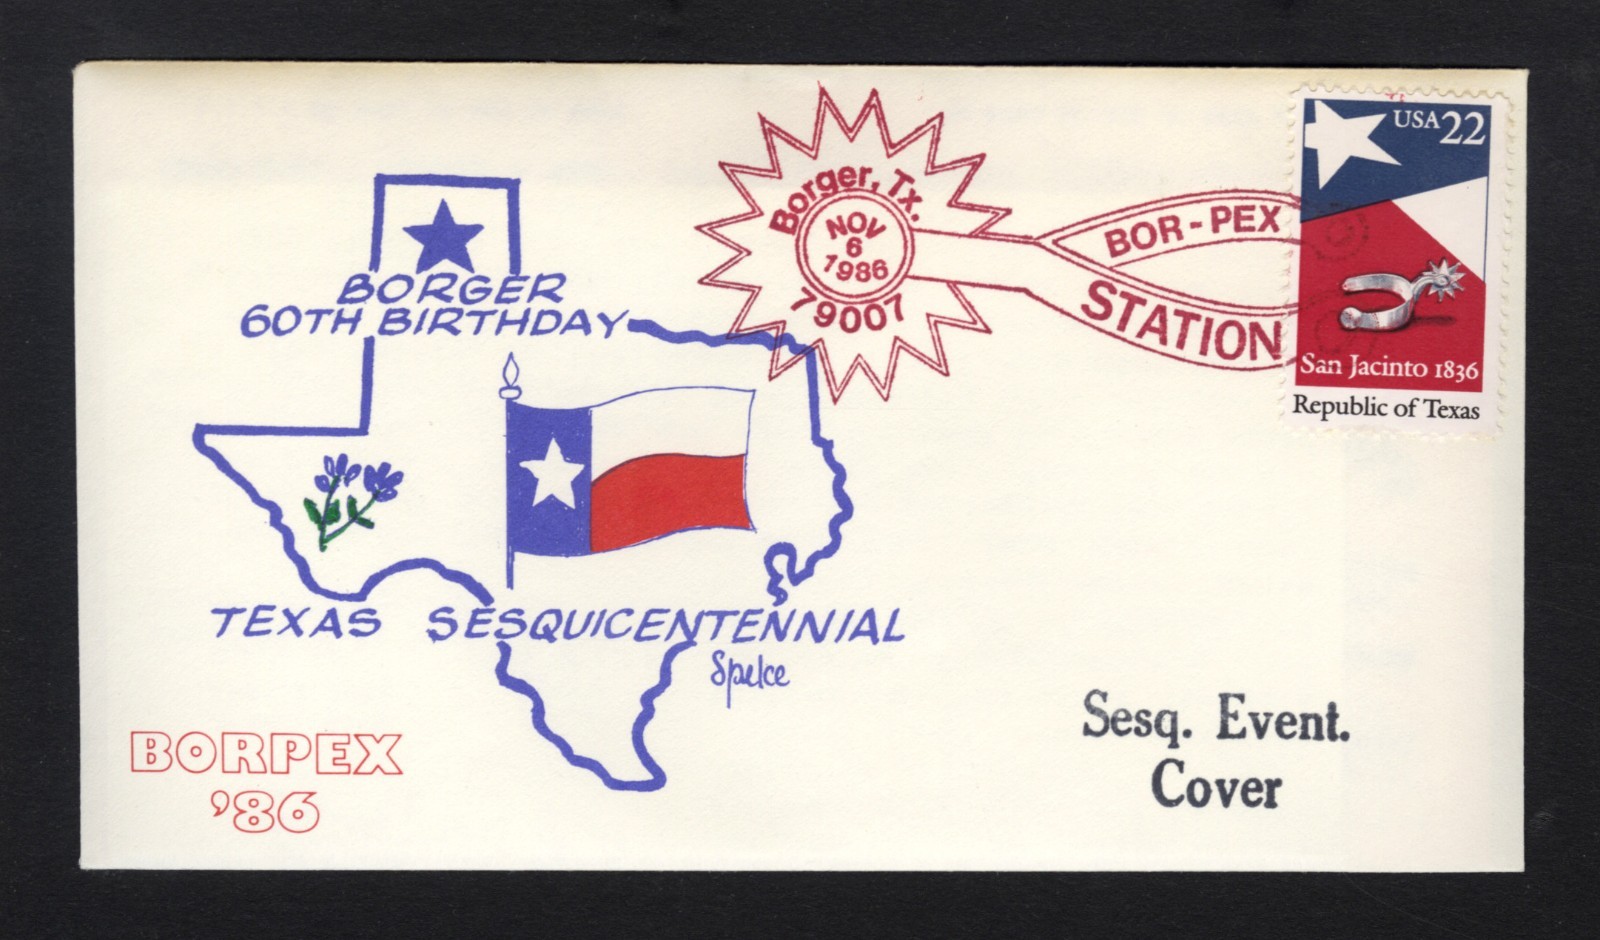 BORGER
60TH BIRTHDAY
TEXAS SESQUICENTENNIAL
Spelce
BORPEX
'86
Borger, Tx.
NOV
6
1986
79007
BOR-PEX
STATION
USA 22
San Jacinto 1836
Republic of Texas
Sesq. Event.
Cover